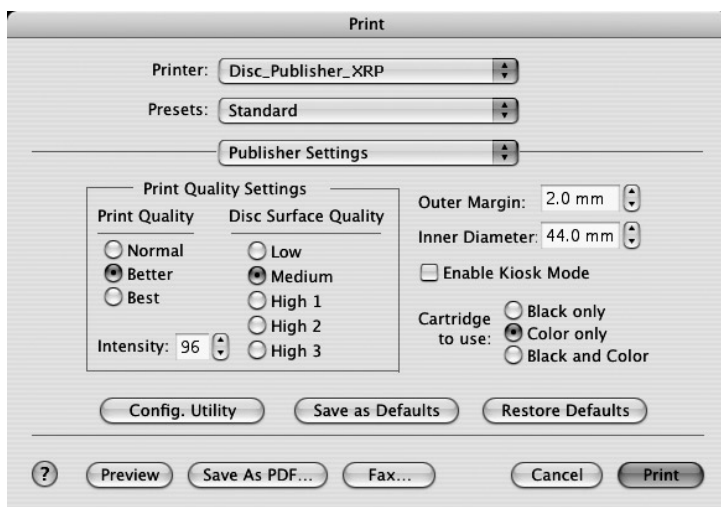 Print
Printer: Disc_Publisher_XRP
Presets: Standard
Publisher Settings
Print Quality Settings
Print Quality
Normal
Better
Best
Intensity: 96
Disc Surface Quality
Low
Medium
High 1
High 2
High 3
Outer Margin: 2.0 mm
Inner Diameter: 44.0 mm
Enable Kiosk Mode
Cartridge
to use:
Black only
Color only
Black and Color
Config. Utility Save as Defaults Restore Defaults
? Preview Save As PDF... Fax... Cancel Print